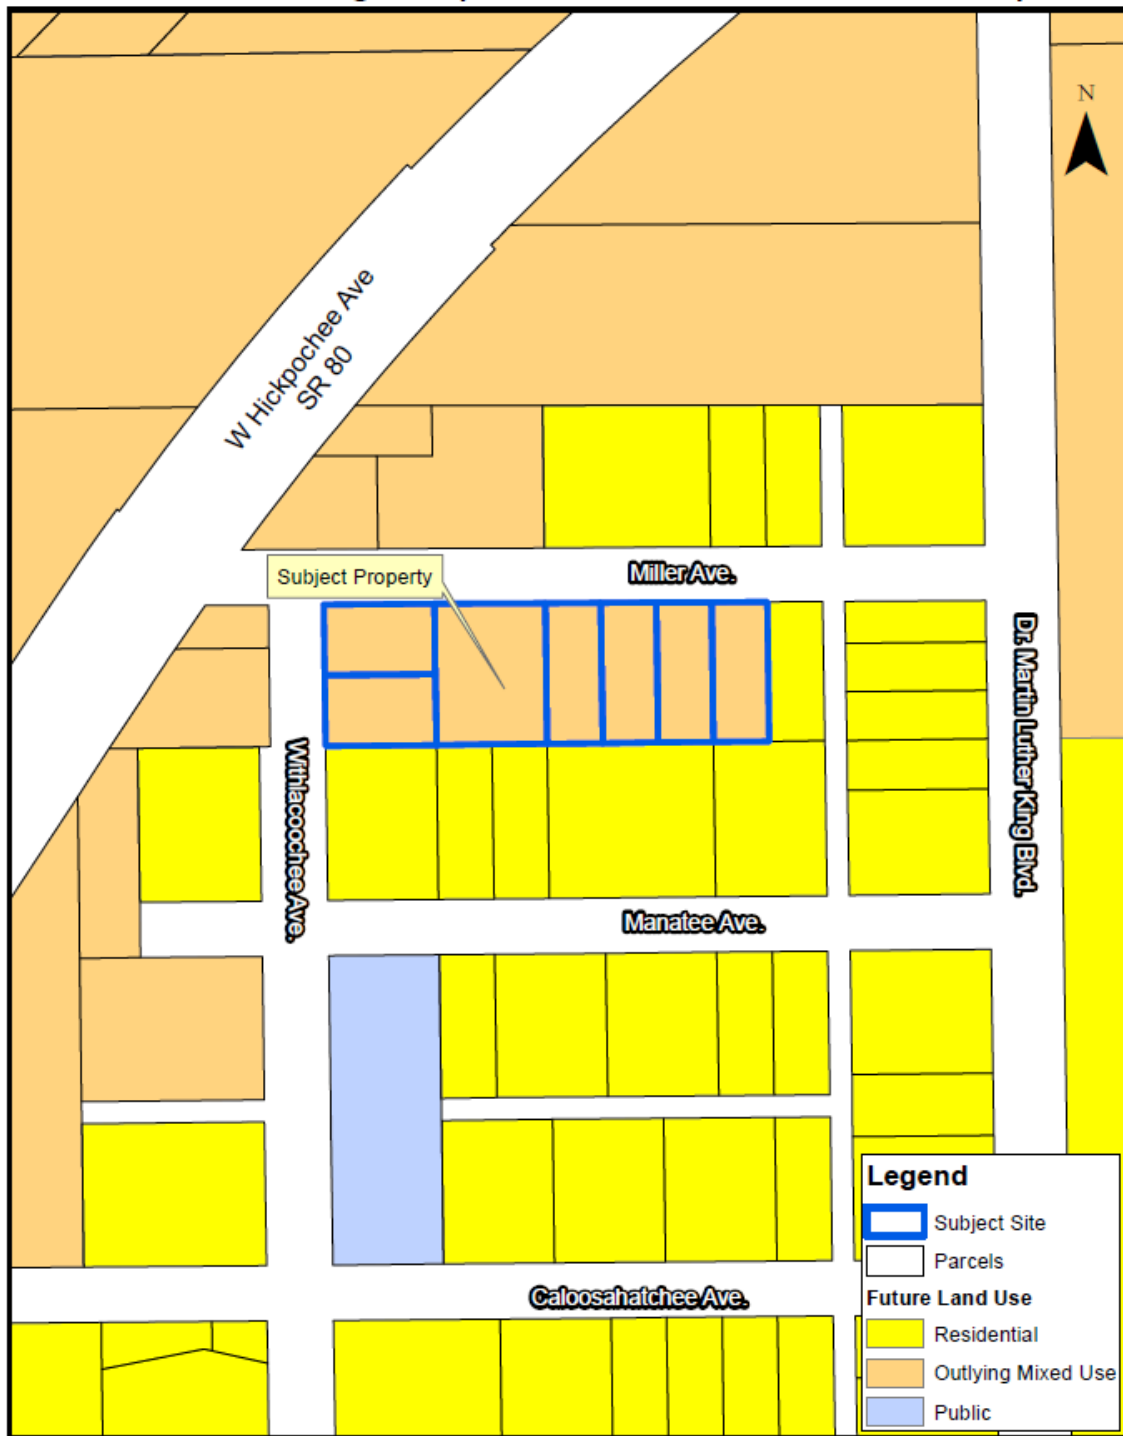 N
W Hickpochee Ave
SR 80
Subject Property
Miller Ave.
Withlacoochee Ave.
Dr. Martin Luther King Blvd.
Manatee Ave.
Caloosahatchee Ave.
Legend
Subject Site
Parcels
Future Land Use
Residential
Outlying Mixed Use
Public